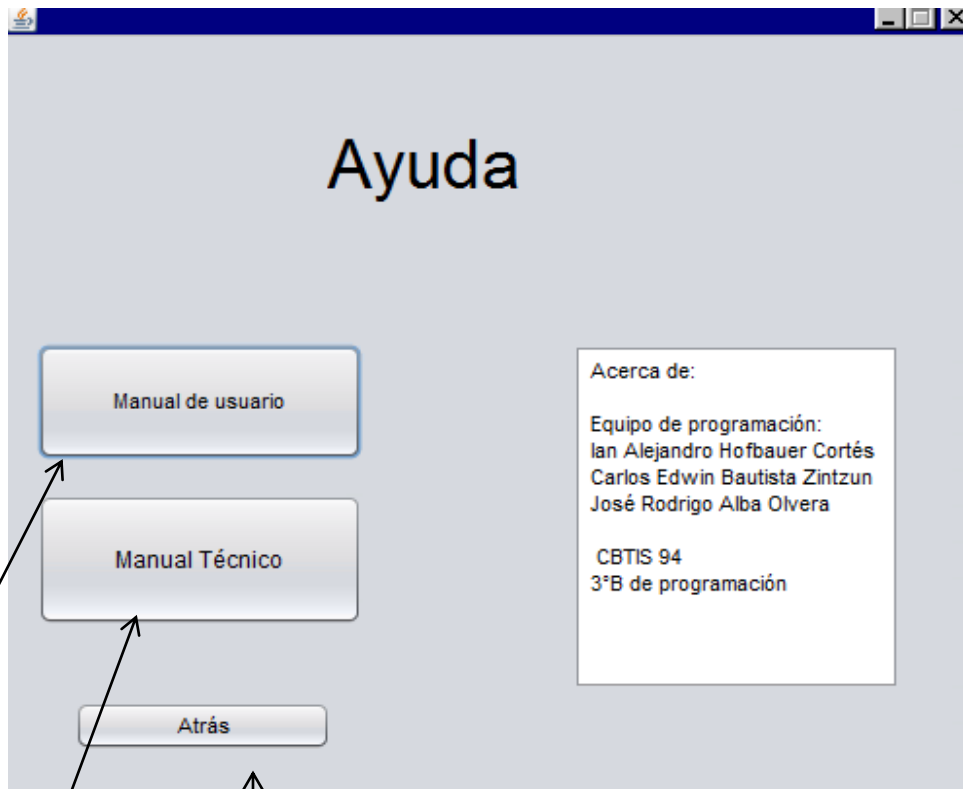 Ayuda
Manual de usuario
Manual Técnico
Atrás
Acerca de:
Equipo de programación:
Ian Alejandro Hofbauer Cortés
Carlos Edwin Bautista Zintzun
José Rodrigo Alba Olvera
CBTIS 94
3°B de programación